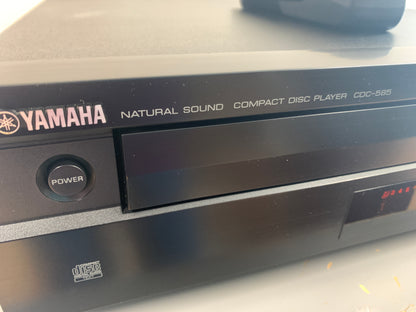 YAMAHA NATURAL SOUND COMPACT DISC PLAYER CDC-585
POWER